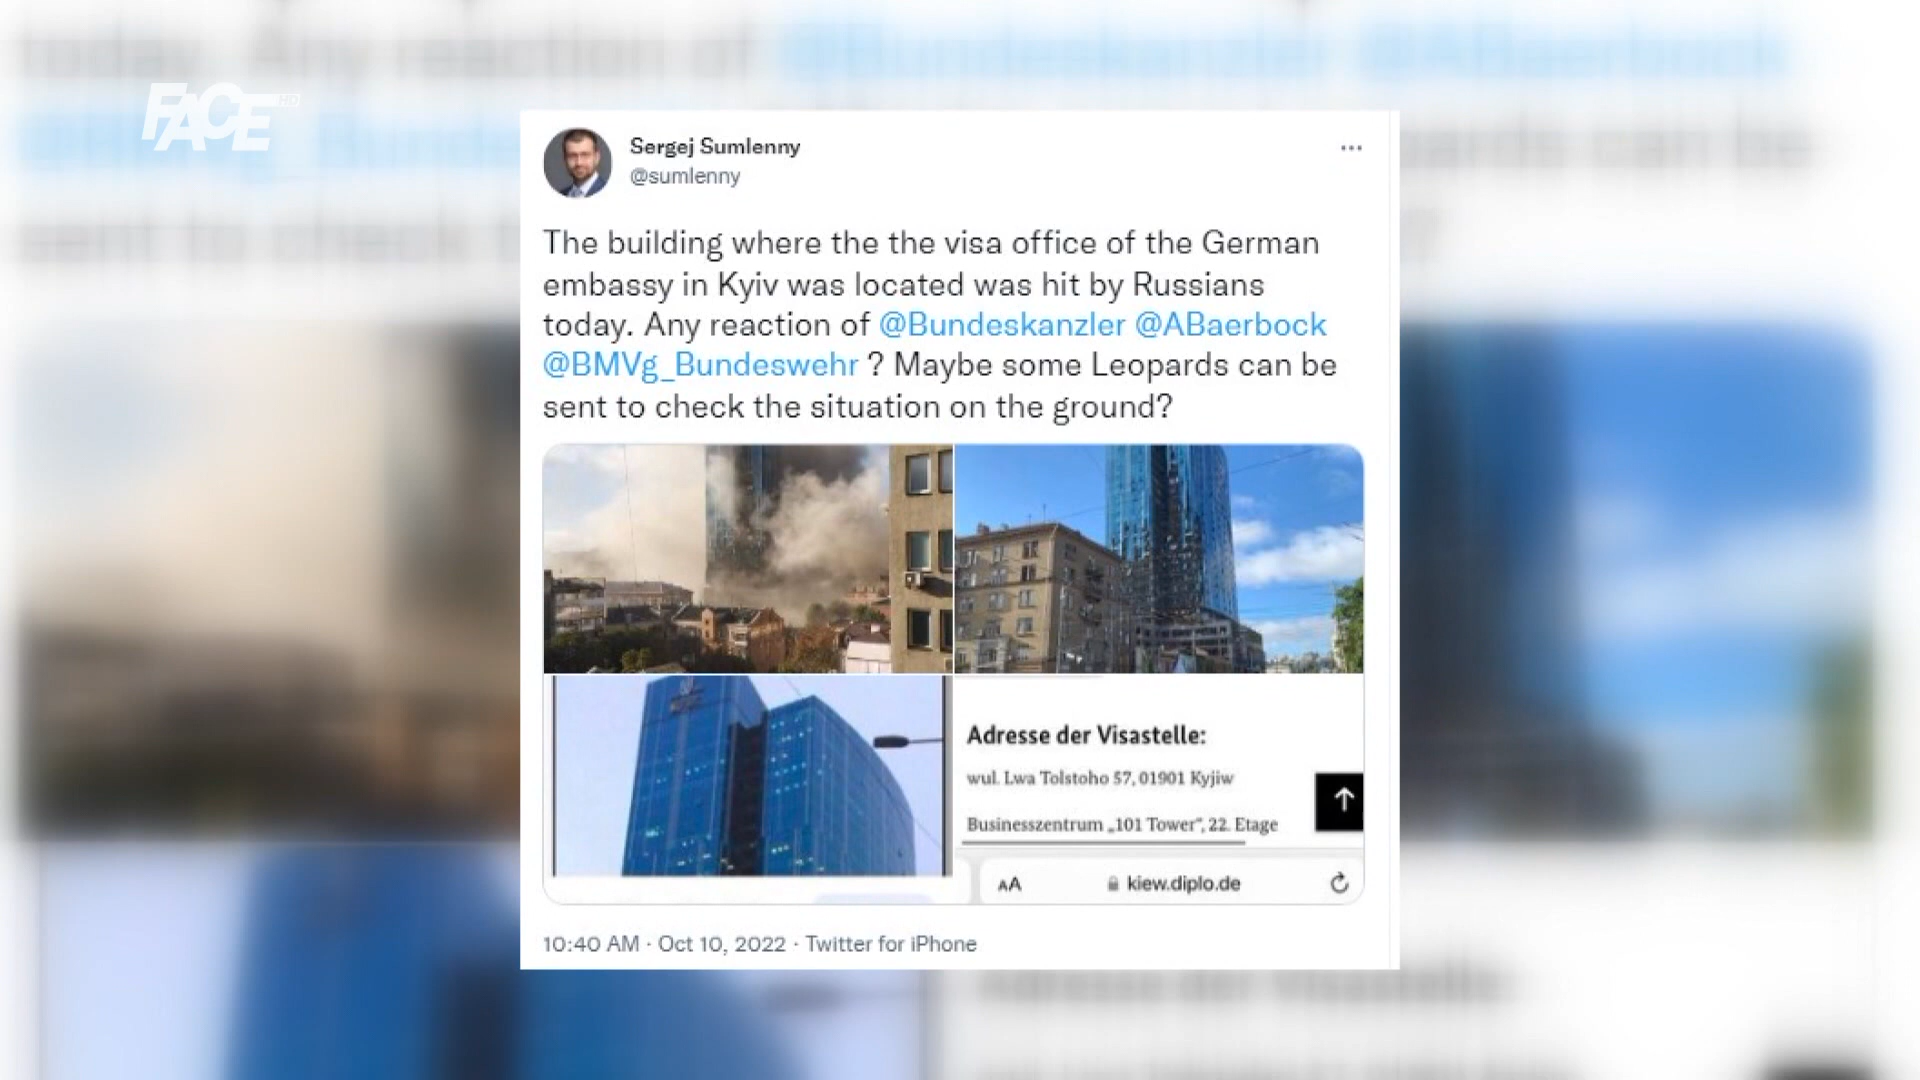 FACE HD
Sergej Sumlenny
@sumlenny
The building where the the visa office of the German
embassy in Kyiv was located was hit by Russians
today. Any reaction of @Bundeskanzler @ABaerbock
@BMVg_Bundeswehr ? Maybe some Leopards can be
sent to check the situation on the ground?
Adresse der Visastelle:
wul. Lwa Tolstoho 57, 01901 Kyjiw
Businesszentrum „101 Tower“, 22. Etage
AA
kiew.diplo.de
10:40 AM · Oct 10, 2022 · Twitter for iPhone